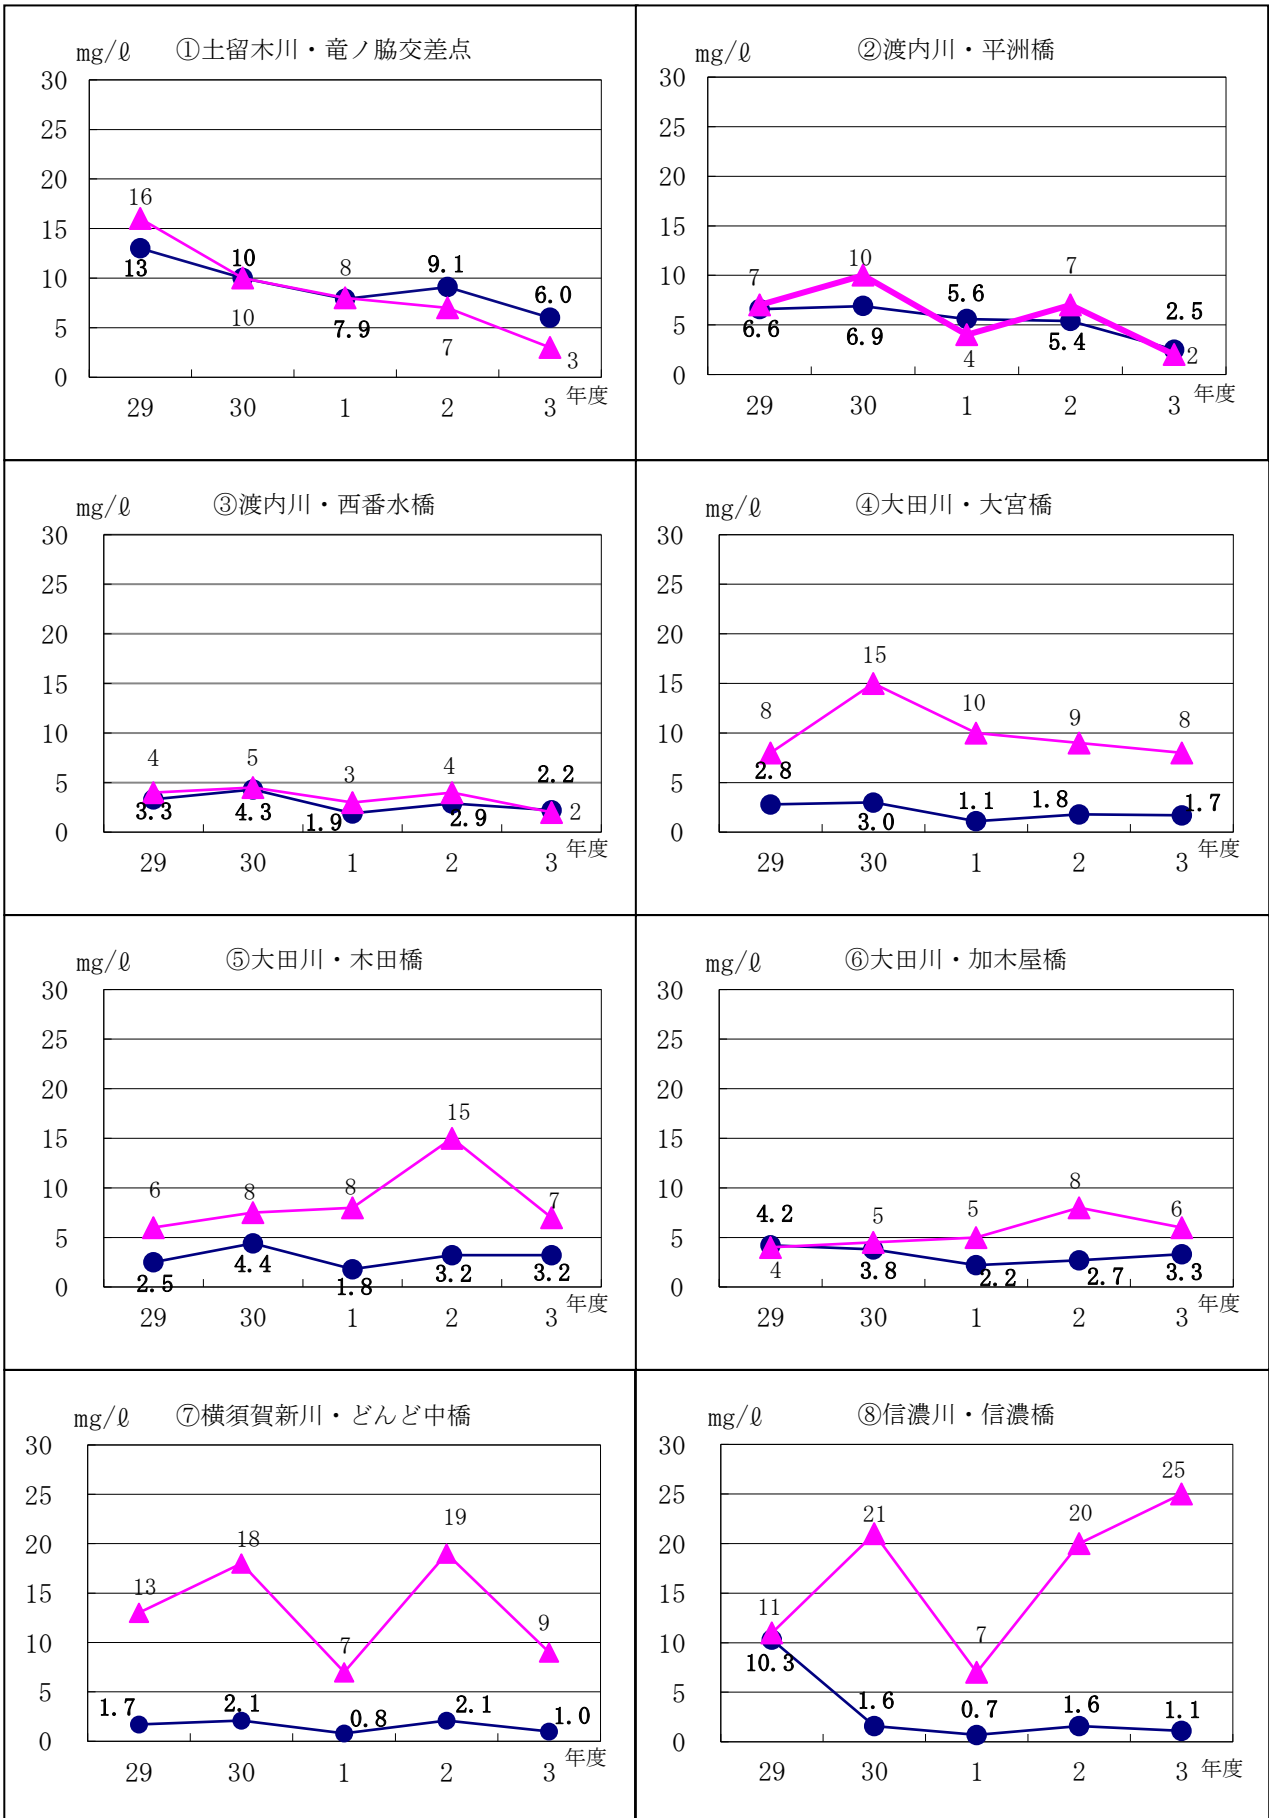 mg/ℓ ①土留木川・竜ノ脇交差点
30
25
20
15
10
5
0
16 10 8 7 3
13 10 7.9 9.1 6.0
29 30 1 2 3 年度
mg/ℓ ②渡内川・平洲橋
30
25
20
15
10
5
0
7 10 4 7 2
6.6 6.9 5.6 5.4 2.5
29 30 1 2 3 年度
mg/ℓ ③渡内川・西番水橋
30
25
20
15
10
5
0
4 5 3 4 2
3.3 4.3 1.9 2.9 2.2
29 30 1 2 3 年度
mg/ℓ ④大田川・大宮橋
30
25
20
15
10
5
0
8 15 10 9 8
2.8 3.0 1.1 1.8 1.7
29 30 1 2 3 年度
mg/ℓ ⑤大田川・木田橋
30
25
20
15
10
5
0
6 8 8 15 7
2.5 4.4 1.8 3.2 3.2
29 30 1 2 3 年度
mg/ℓ ⑥大田川・加木屋橋
30
25
20
15
10
5
0
4 5 5 8 6
4.2 3.8 2.2 2.7 3.3
29 30 1 2 3 年度
mg/ℓ ⑦横須賀新川・どんど中橋
30
25
20
15
10
5
0
13 18 7 19 9
1.7 2.1 0.8 2.1 1.0
29 30 1 2 3 年度
mg/ℓ ⑧信濃川・信濃橋
30
25
20
15
10
5
0
11 21 7 20 25
10.3 1.6 0.7 1.6 1.1
29 30 1 2 3 年度